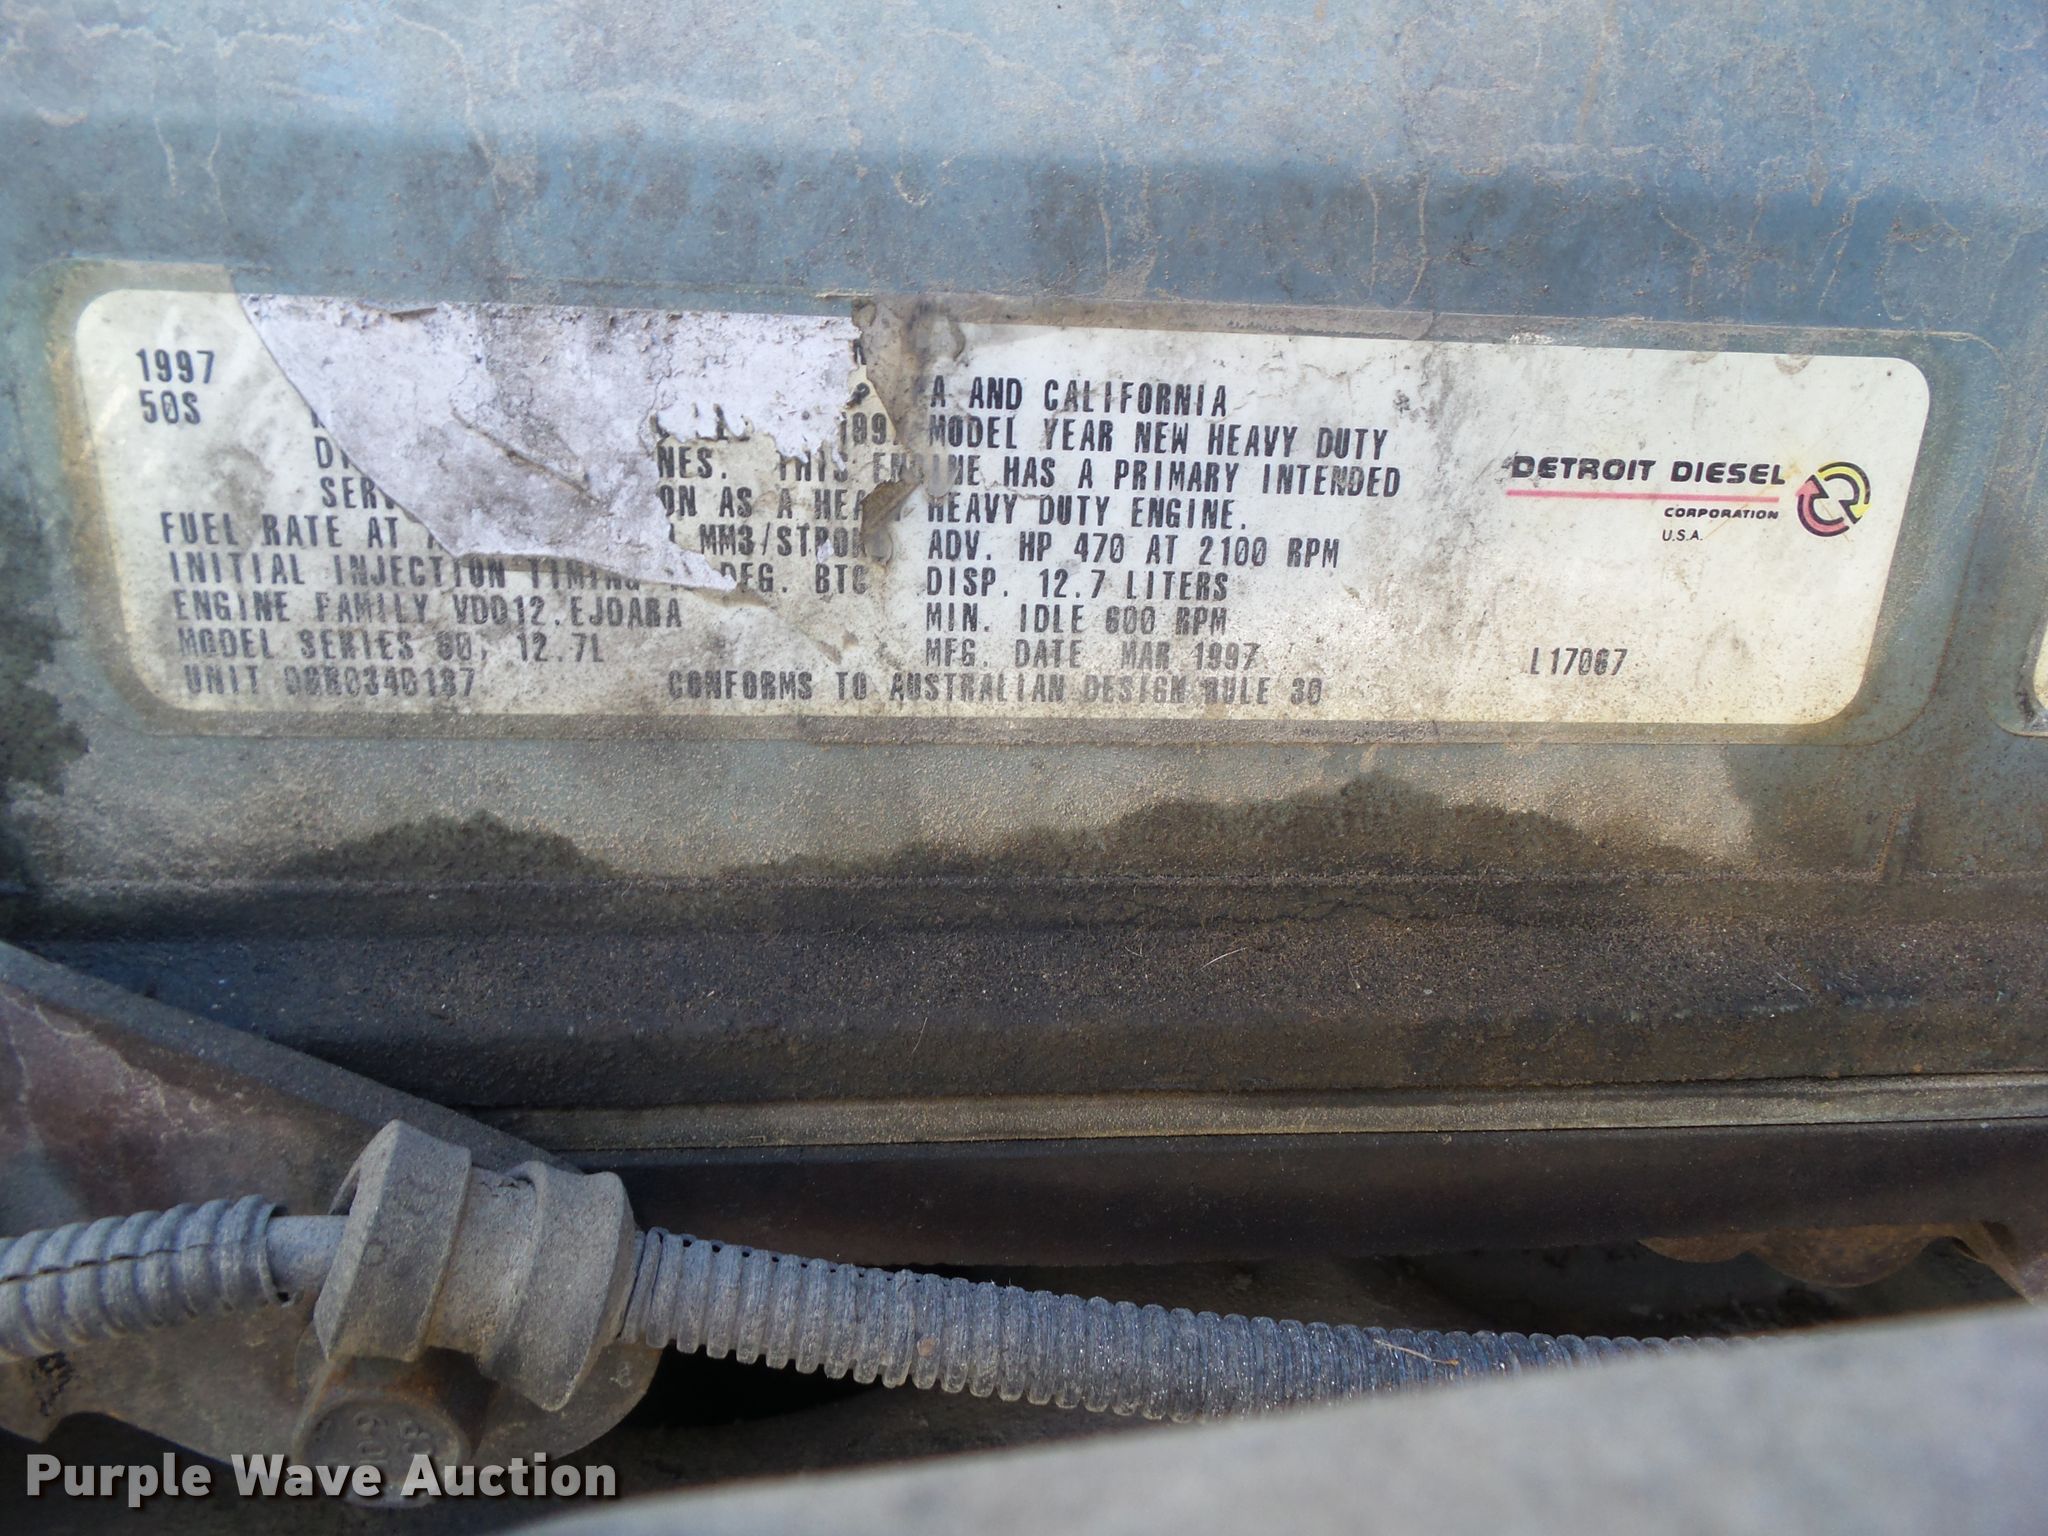 1997
50S
A AND CALIFORNIA
MODEL YEAR NEW HEAVY DUTY
NES. THIS ENGINE HAS A PRIMARY INTENDED
SERV ON AS A HEAVY HEAVY DUTY ENGINE.
FUEL RATE AT MM3/STROKE ADV. HP 470 AT 2100 RPM
INITIAL INJECTION TIMING DEG. BTC DISP. 12.7 LITERS
ENGINE FAMILY MIN. IDLE 600 RPM
MODEL SERIES 60, 12.7L MFG. DATE MAR 1997
UNIT CONFORMS TO AUSTRALIAN DESIGN RULE 30
DETROIT DIESEL
CORPORATION
U.S.A.
L17067
Purple Wave Auction